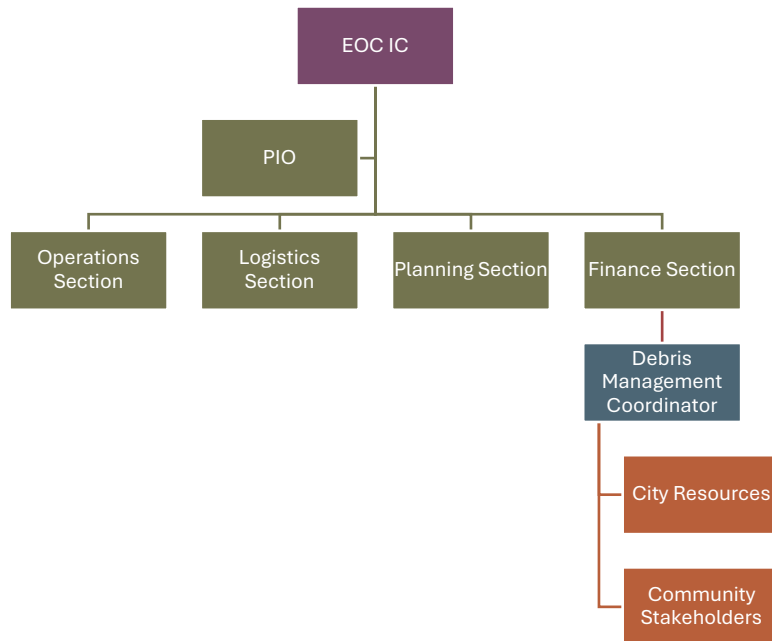 EOC IC
PIO
Operations
Section
Logistics
Section
Planning Section
Finance Section
Debris
Management
Coordinator
City Resources
Community
Stakeholders